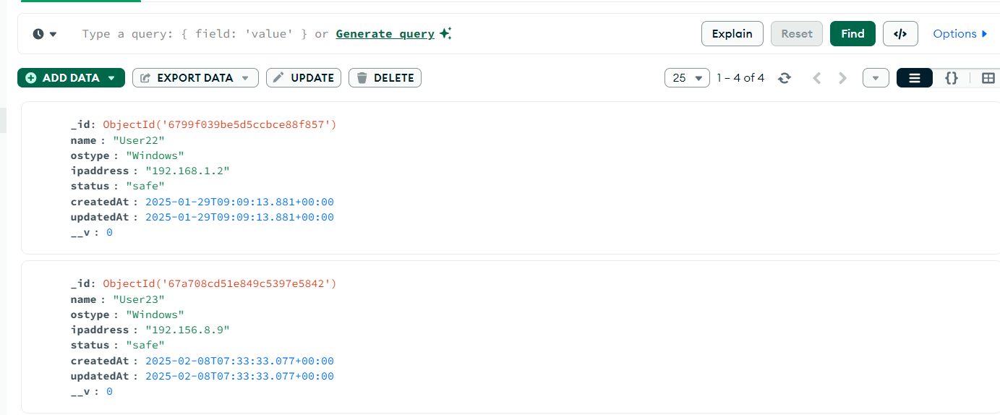 Type a query: { field: 'value' } or Generate query
Explain
Reset
Find
</>
Options
ADD DATA
EXPORT DATA
UPDATE
DELETE
25
1 – 4 of 4
{}
_id: ObjectId('6799f039be5d5ccbce88f857')
name : "User22"
ostype : "Windows"
ipaddress : "192.168.1.2"
status : "safe"
createdAt : 2025-01-29T09:09:13.881+00:00
updatedAt : 2025-01-29T09:09:13.881+00:00
__v : 0
_id: ObjectId('67a708cd51e849c5397e5842')
name : "User23"
ostype : "Windows"
ipaddress : "192.156.8.9"
status : "safe"
createdAt : 2025-02-08T07:33:33.077+00:00
updatedAt : 2025-02-08T07:33:33.077+00:00
__v : 0